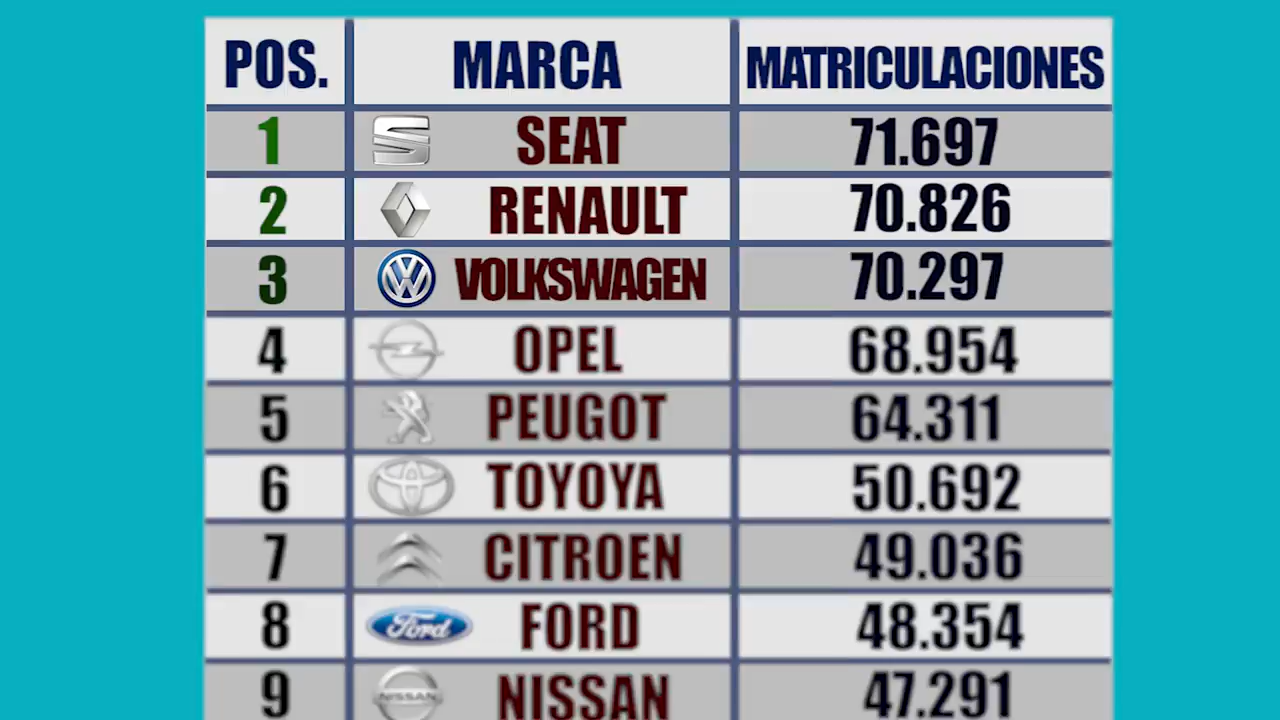 POS. MARCA MATRICULACIONES
1 SEAT 71.697
2 RENAULT 70.826
3 VOLKSWAGEN 70.297
4 OPEL 68.954
5 PEUGOT 64.311
6 TOYOYA 50.692
7 CITROEN 49.036
8 Ford FORD 48.354
9 NISSAN NISSAN 47.291